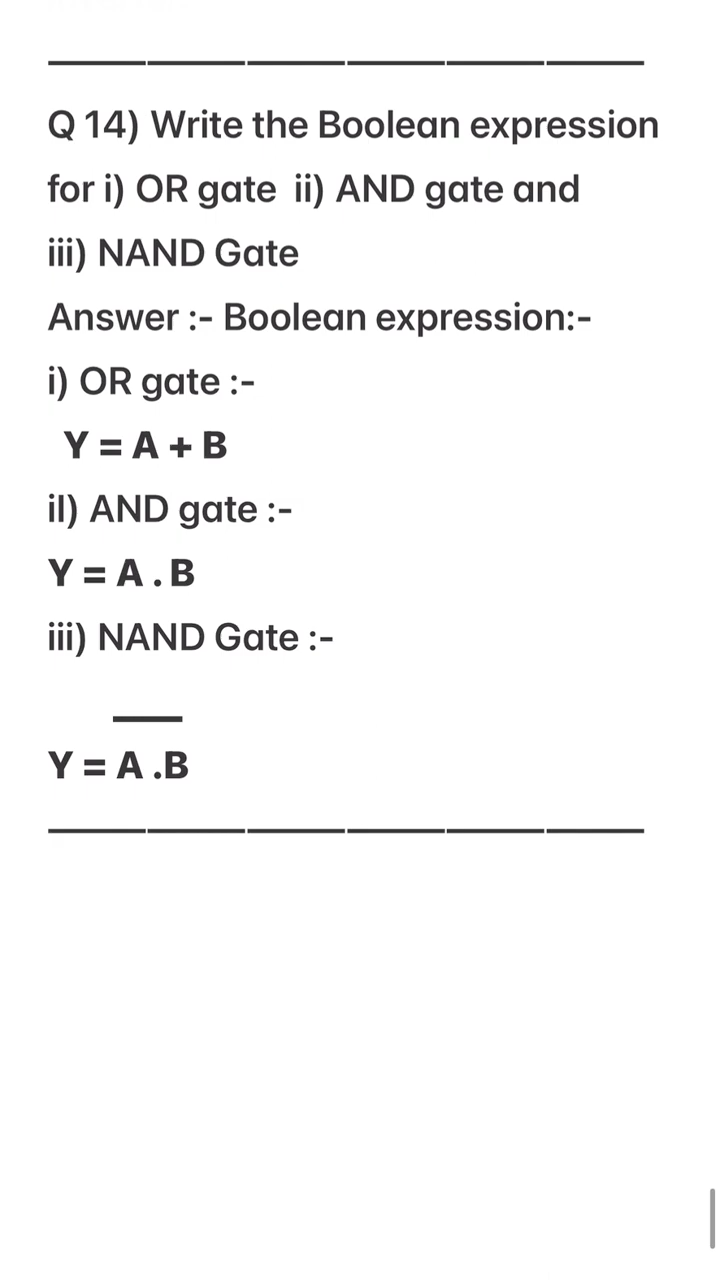 Q 14) Write the Boolean expression
for i) OR gate ii) AND gate and
iii) NAND Gate
Answer :- Boolean expression:-
i) OR gate :-
Y = A + B
iI) AND gate :-
Y = A . B
iii) NAND Gate :-
___
Y = A .B